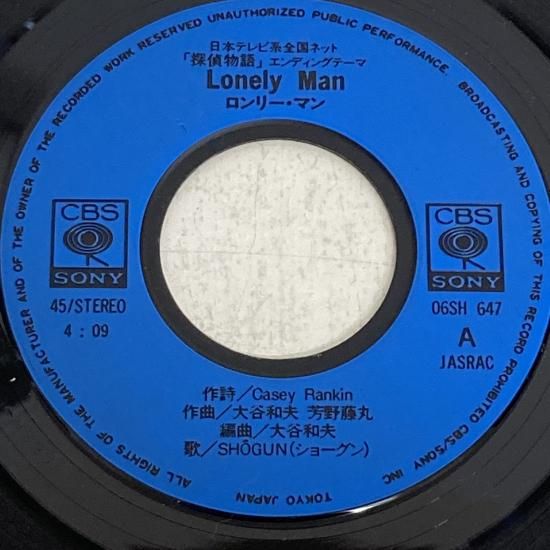 ALL RIGHTS OF THE MANUFACTURER AND OF THE OWNER OF THE RECORDED WORK RESERVED UNAUTHORIZED PUBLIC PERFORMANCE, BROADCASTING AND COPYING OF THIS RECORD PROHIBITED CBS/SONY INC
TOKYO JAPAN
日本テレビ系全国ネット
「探偵物語」エンディングテーマ
Lonely Man
ロンリー・マン
CBS
SONY
CBS
SONY
45/STEREO
4:09
06SH 647
A
JASRAC
作詩/Casey Rankin
作曲/大谷和夫 芳野藤丸
編曲/大谷和夫
歌/SHŌGUN(ショーグン)